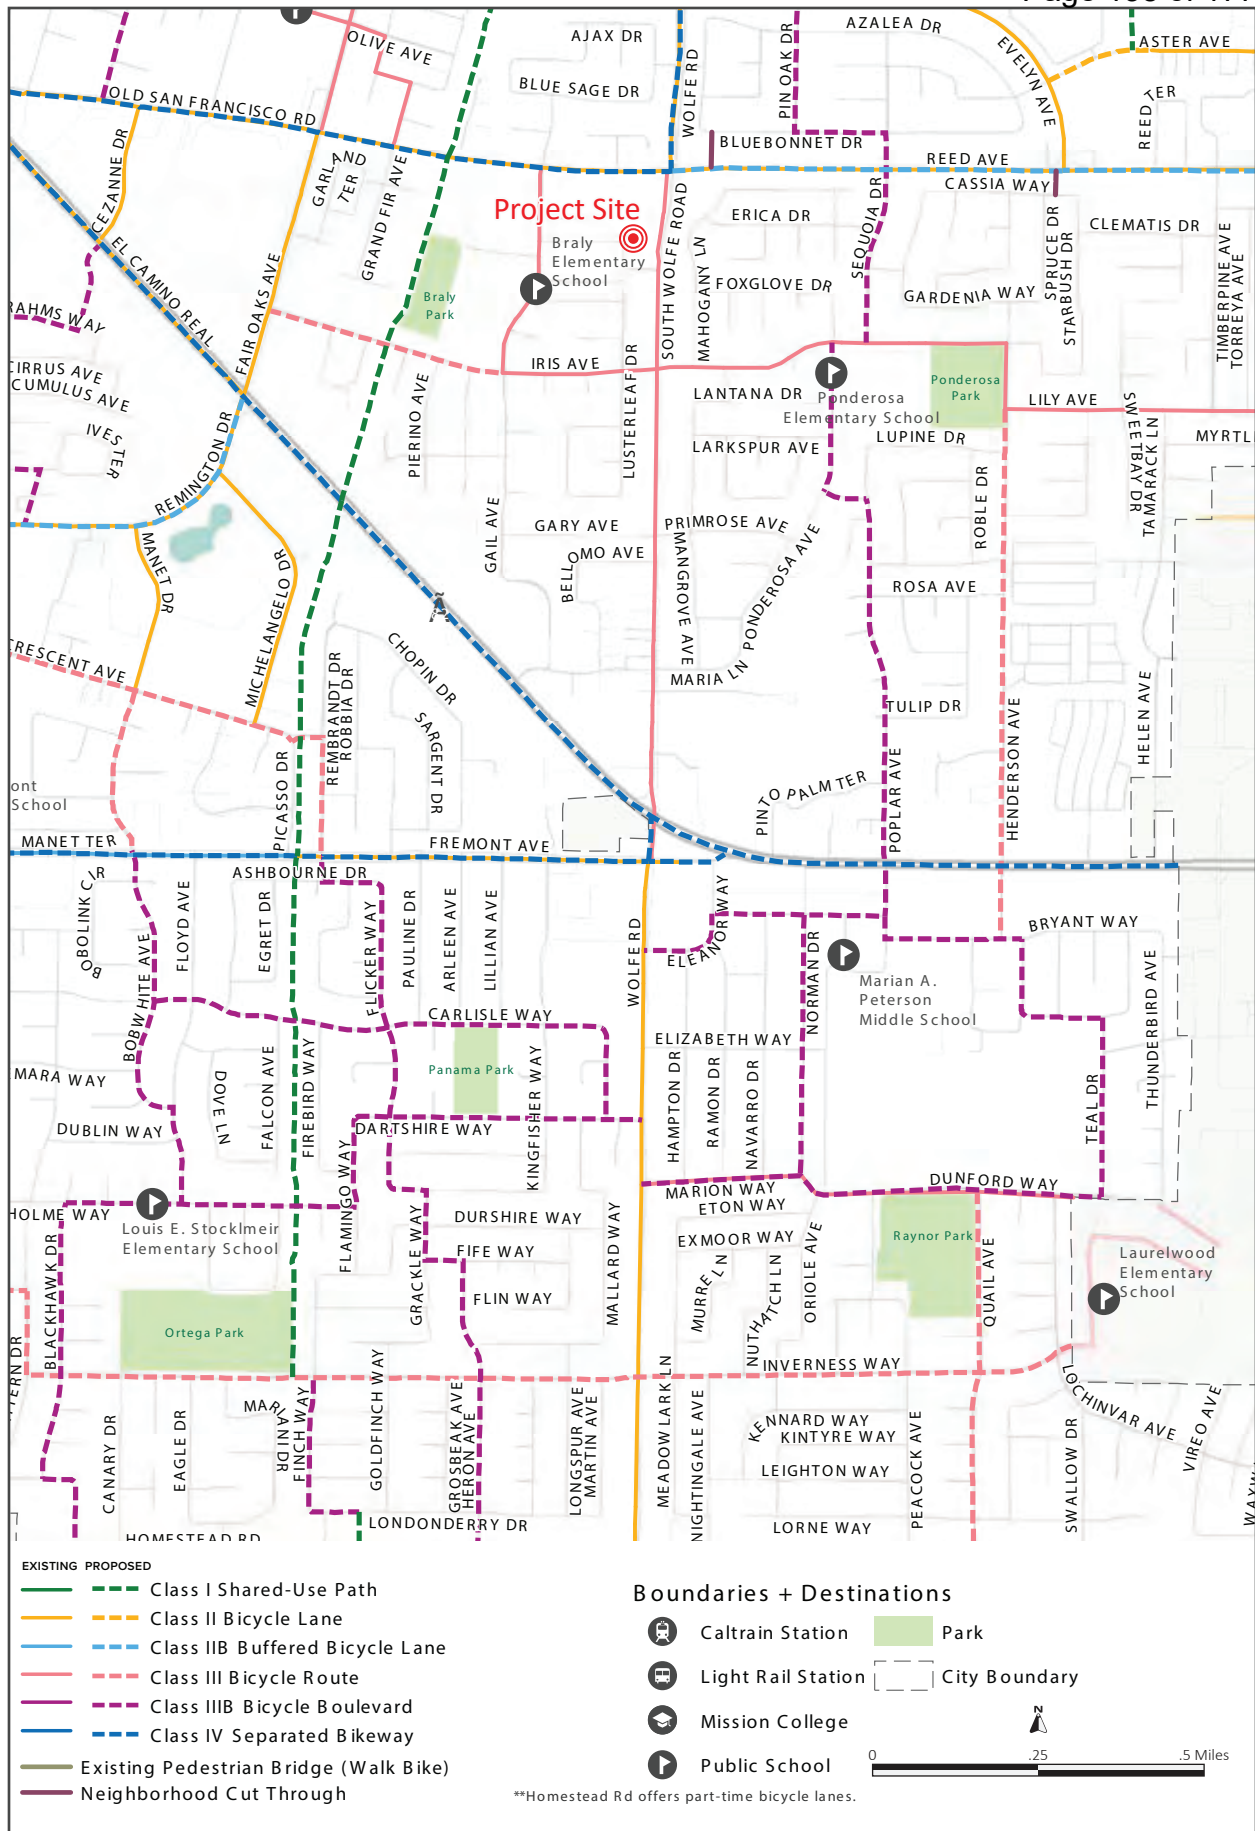 OLIVE AVE
AJAX DR
BLUE SAGE DR
WOLFE RD
PIN OAK DR
AZALEA DR
EVELYN AVE
ASTER AVE
REED TER
OLD SAN FRANCISCO RD
BLUEBONNET DR
REED AVE
CASSIA WAY
CEZANNE DR
GARLAND TER
GRAND FIR AVE
Project Site
Braly
Elementary
School
SOUTH WOLFE ROAD
ERICA DR
SEQUOIA DR
SPRUCE DR
STARBUSH DR
CLEMATIS DR
TIMBERPINE AVE
TORREYA AVE
EL CAMINO REAL
FAIR OAKS AVE
Braly
Park
MAHOGANY LN
FOXGLOVE DR
GARDENIA WAY
RAHMS WAY
CIRRUS AVE
CUMULUS AVE
IVES TER
IRIS AVE
LUSTERLEAF DR
LANTANA DR
Ponderosa
Elementary School
Ponderosa
Park
LILY AVE
SWEETBAY DR
TAMARACK LN
MYRTL
PIERINO AVE
LARKSPUR AVE
LUPINE DR
REMINGTON DR
MANET DR
MICHELANGELO DR
GAIL AVE
GARY AVE
BELLOMO AVE
PRIMROSE AVE
MANGROVE AVE
PONDEROSA AVE
ROBLE DR
ROSA AVE
CRESCENT AVE
CHOPIN DR
MARIA LN
REMBRANDT DR
ROBBIA DR
SARGENT DR
TULIP DR
HELEN AVE
HENDERSON AVE
ont
School
PICASSO DR
PINTO PALM TER
POPLAR AVE
MANET TER
FREMONT AVE
ASHBOURNE DR
BOBOLINK CIR
FLOYD AVE
EGRET DR
FLICKER WAY
PAULINE DR
ARLEEN AVE
LILLIAN AVE
WOLFE RD
ELEANOR WAY
NORMAN DR
BRYANT WAY
Marian A.
Peterson
Middle School
THUNDERBIRD AVE
BOBWHITE AVE
CARLISLE WAY
ELIZABETH WAY
MARA WAY
DOVE LN
FALCON AVE
FIREBIRD WAY
Panama Park
KINGFISHER WAY
HAMPTON DR
RAMON DR
NAVARRO DR
TEAL DR
DUBLIN WAY
DARTSHIRE WAY
FLAMINGO WAY
MARION WAY
DUNFORD WAY
ETON WAY
HOLME WAY
Louis E. Stocklmeir
Elementary School
DURSHIRE WAY
EXMOOR WAY
Raynor Park
BLACKHAWK DR
GRACKLE WAY
FIFE WAY
FLIN WAY
MALLARD WAY
MURRE LN
NUTHATCH LN
ORIOLE AVE
QUAIL AVE
Laurelwood
Elementary
School
Ortega Park
TERN DR
INVERNESS WAY
LOCHINVAR AVE
MARIANI DR
FINCH WAY
GOLDFINCH WAY
GROSBEAK AVE
HERON AVE
LONGSPUR AVE
MARTIN AVE
MEADOW LARK LN
NIGHTINGALE AVE
KENNARD WAY
KINTYRE WAY
CANARY DR
EAGLE DR
LEIGHTON WAY
PEACOCK AVE
SWALLOW DR
VIREO AVE
WAXW
HOMESTEAD RD
LONDONDERRY DR
LORNE WAY
EXISTING PROPOSED
Class I Shared-Use Path
Class II Bicycle Lane
Class IIB Buffered Bicycle Lane
Class III Bicycle Route
Class IIIB Bicycle Boulevard
Class IV Separated Bikeway
Existing Pedestrian Bridge (Walk Bike)
Neighborhood Cut Through
Boundaries + Destinations
Caltrain Station
Park
Light Rail Station
City Boundary
Mission College
N
Public School
0 .25 .5 Miles
**Homestead Rd offers part-time bicycle lanes.